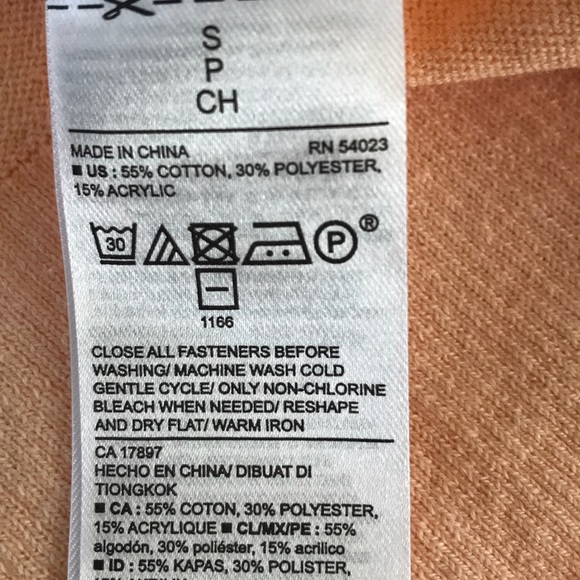 S
P
CH
MADE IN CHINA RN 54023
■ US : 55% COTTON, 30% POLYESTER,
15% ACRYLIC
30 P ®
1166
CLOSE ALL FASTENERS BEFORE
WASHING/ MACHINE WASH COLD
GENTLE CYCLE/ ONLY NON-CHLORINE
BLEACH WHEN NEEDED/ RESHAPE
AND DRY FLAT/ WARM IRON
CA 17897
HECHO EN CHINA/ DIBUAT DI
TIONGKOK
■ CA : 55% COTON, 30% POLYESTER,
15% ACRYLIQUE ■ CL/MX/PE : 55%
algodón, 30% poliéster, 15% acrilico
■ ID : 55% KAPAS, 30% POLISTER,